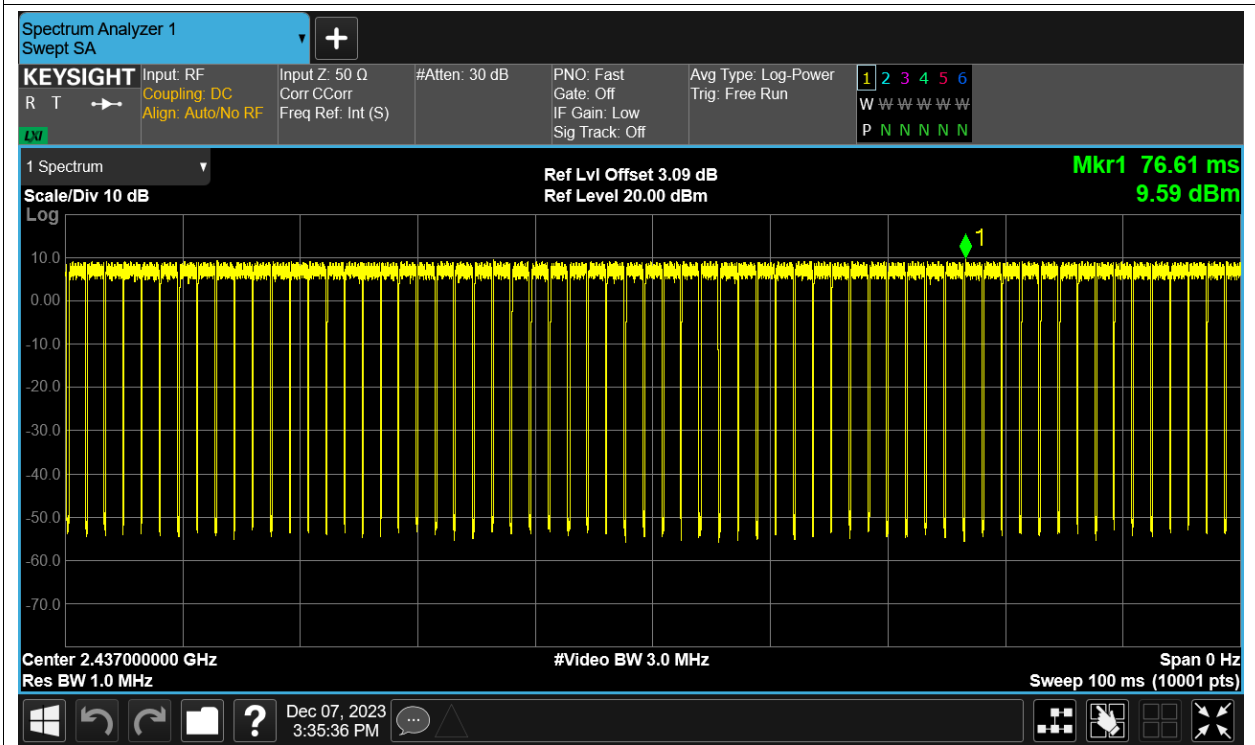 Spectrum Analyzer 1
Swept SA
KEYSIGHT
R T
LXI
Input: RF
Coupling: DC
Align: Auto/No RF
Input Z: 50 Ω
Corr CCorr
Freq Ref: Int (S)
#Atten: 30 dB
PNO: Fast
Gate: Off
IF Gain: Low
Sig Track: Off
Avg Type: Log-Power
Trig: Free Run
1 2 3 4 5 6
W W W W W W
P N N N N N
1 Spectrum
Scale/Div 10 dB
Ref Lvl Offset 3.09 dB
Ref Level 20.00 dBm
Mkr1 76.61 ms
9.59 dBm
Log
1
10.0
0.00
-10.0
-20.0
-30.0
-40.0
-50.0
-60.0
-70.0
Center 2.437000000 GHz
#Video BW 3.0 MHz
Span 0 Hz
Res BW 1.0 MHz
Sweep 100 ms (10001 pts)
?
Dec 07, 2023
3:35:36 PM